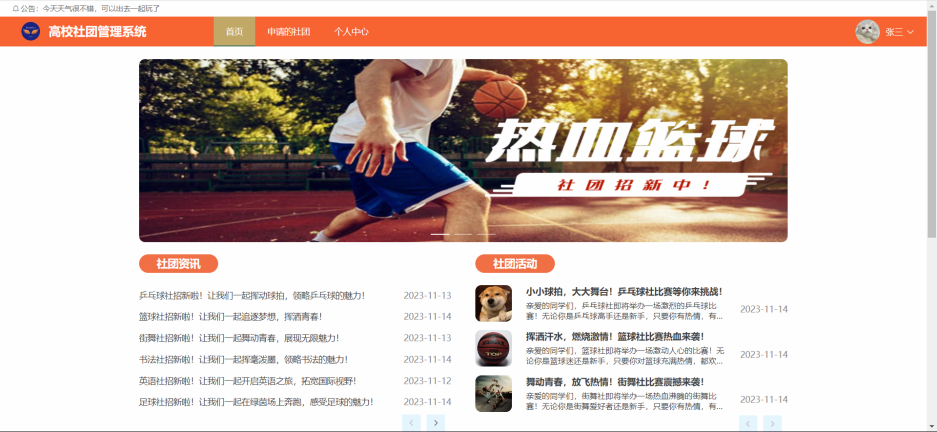 公告：今天天气很不错，可以出去一起玩了
高校社团管理系统
首页
申请的社团
个人中心
张三
热血篮球
社团招新中！
社团资讯
乒乓球社招新啦！让我们一起挥动球拍，领略乒乓球的魅力！ 2023-11-13
篮球社招新啦！让我们一起追逐梦想，挥洒青春！ 2023-11-14
街舞社招新啦！让我们一起舞动青春，展现无限魅力！ 2023-11-13
书法社招新啦！让我们一起挥毫泼墨，领略书法的魅力！ 2023-11-14
英语社招新啦！让我们一起开启英语之旅，拓宽国际视野！ 2023-11-12
足球社招新啦！让我们一起在绿茵场上奔跑，感受足球的魅力！ 2023-11-14
社团活动
小小球拍，大大舞台！乒乓球社比赛等你来挑战！
亲爱的同学们，乒乓球社即将举办一场激烈的乒乓球比
赛！无论你是乒乓球高手还是新手，只要你有热情，有...
2023-11-14
挥洒汗水，燃烧激情！篮球社比赛热血来袭！
亲爱的同学们，篮球社即将举办一场激动人心的比赛！无
论你是篮球迷还是新手，只要你对篮球充满热情，都欢...
2023-11-14
舞动青春，放飞热情！街舞社比赛震撼来袭！
亲爱的同学们，街舞社即将举办一场热血沸腾的街舞比
赛！无论你是街舞爱好者还是新手，只要你有热情，有...
2023-11-14